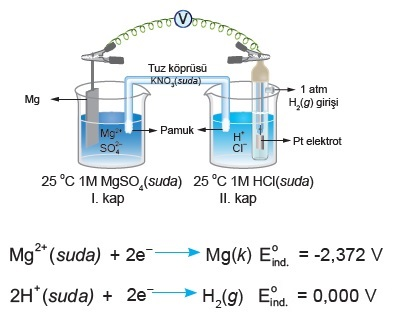 V
Tuz köprüsü
KNO₃(suda)
Mg
1 atm
H₂(g) girişi
Mg²⁺
SO₄²⁻
Pamuk
H⁺
Cl⁻
Pt elektrot
25 °C 1M MgSO₄(suda)
I. kap
25 °C 1M HCl(suda)
II. kap
Mg²⁺(suda) + 2e⁻ ⟶ Mg(k) E°ind. = -2,372 V
2H⁺(suda) + 2e⁻ ⟶ H₂(g) E°ind. = 0,000 V